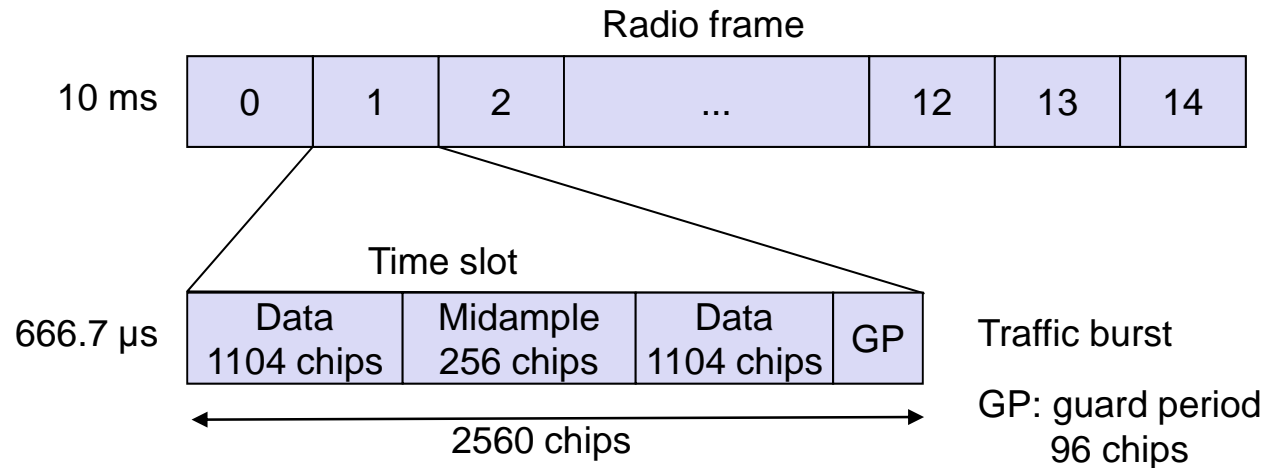 Radio frame
10 ms 0 1 2 ... 12 13 14
Time slot
666.7 µs
Data
1104 chips
Midample
256 chips
Data
1104 chips
GP
Traffic burst
2560 chips
GP: guard period
96 chips